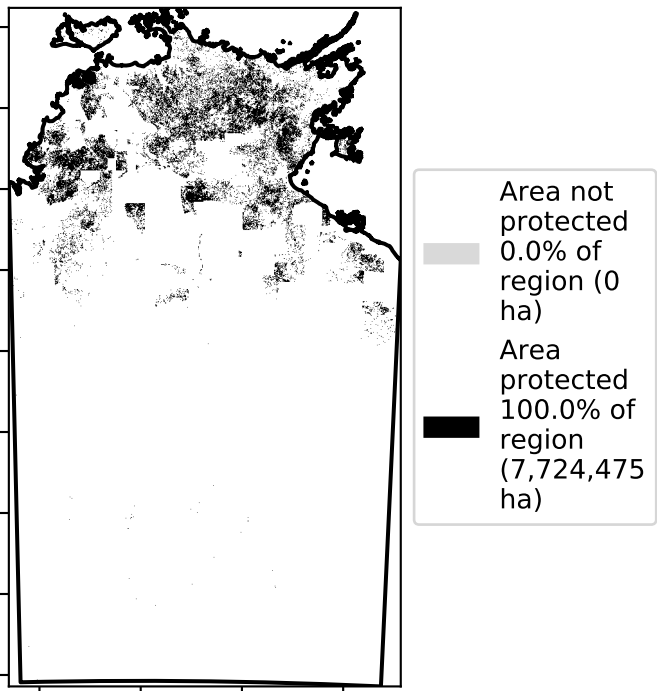 Area not
protected
0.0% of
region (0
ha)
Area
protected
100.0% of
region
(7,724,475
ha)